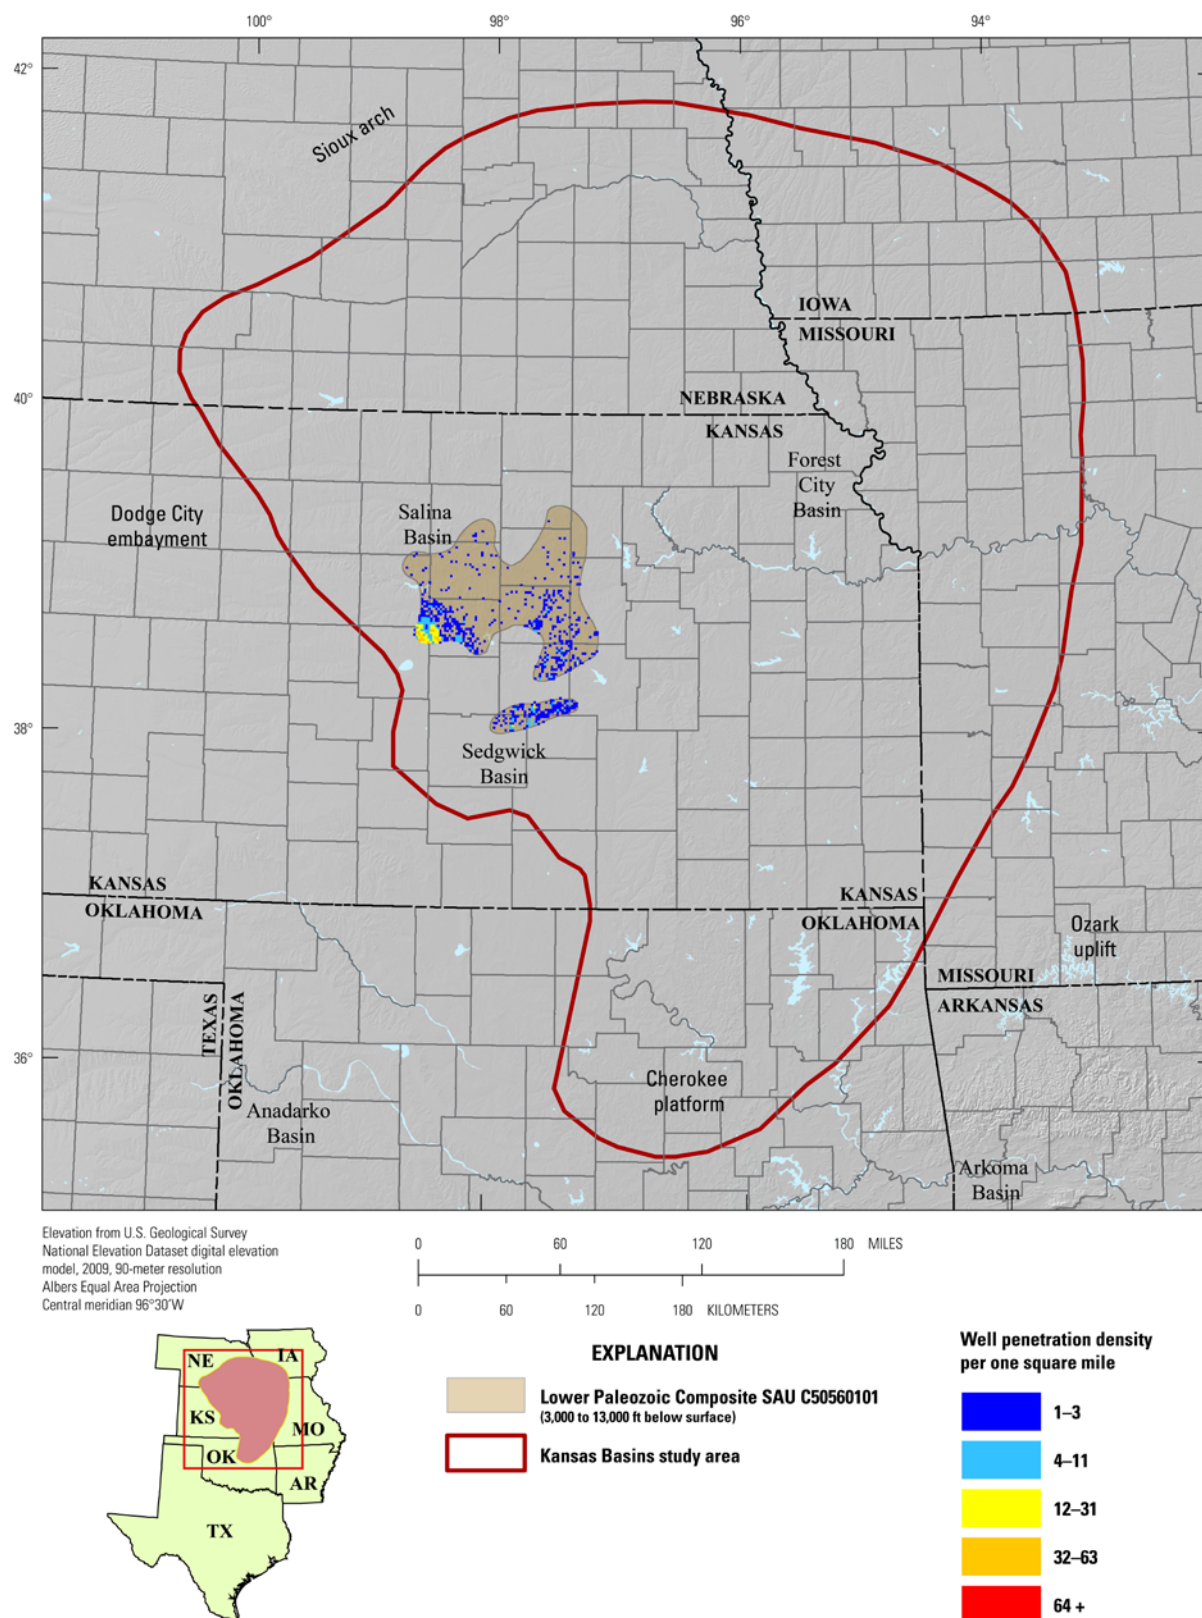 100°
98°
96°
94°
42°
Sioux arch
IOWA
MISSOURI
40°
NEBRASKA
KANSAS
Forest
City
Basin
Dodge City
embayment
Salina
Basin
38°
Sedgwick
Basin
KANSAS
OKLAHOMA
KANSAS
OKLAHOMA
Ozark
uplift
MISSOURI
ARKANSAS
TEXAS
OKLAHOMA
36°
Cherokee
platform
Anadarko
Basin
Arkoma
Basin
Elevation from U.S. Geological Survey
National Elevation Dataset digital elevation
model, 2009, 90-meter resolution
Albers Equal Area Projection
Central meridian 96°30'W
0 60 120 180 MILES
0 60 120 180 KILOMETERS
NE
IA
KS
MO
OK
AR
TX
EXPLANATION
Lower Paleozoic Composite SAU C50560101
(3,000 to 13,000 ft below surface)
Kansas Basins study area
Well penetration density
per one square mile
1–3
4–11
12–31
32–63
64 +